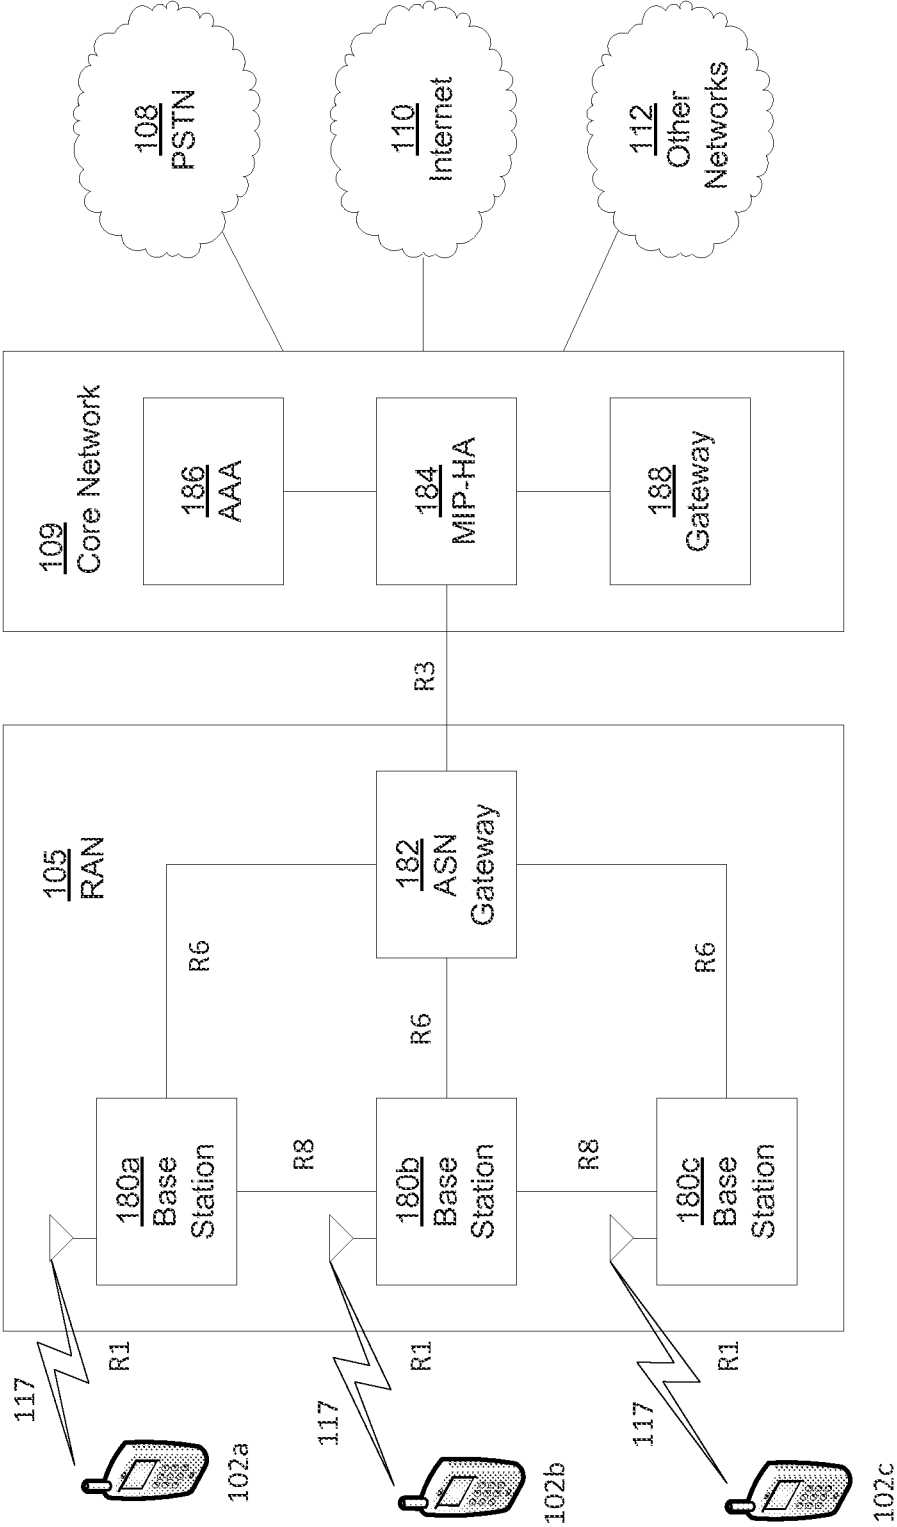 108
PSTN
110
Internet
112
Other
Networks
109
Core Network
186
AAA
184
MIP-HA
188
Gateway
R3
105
RAN
182
ASN
Gateway
R6
R6
R6
180a
Base
Station
R8
180b
Base
Station
R8
180c
Base
Station
117
R1
117
R1
117
R1
102a
102b
102c